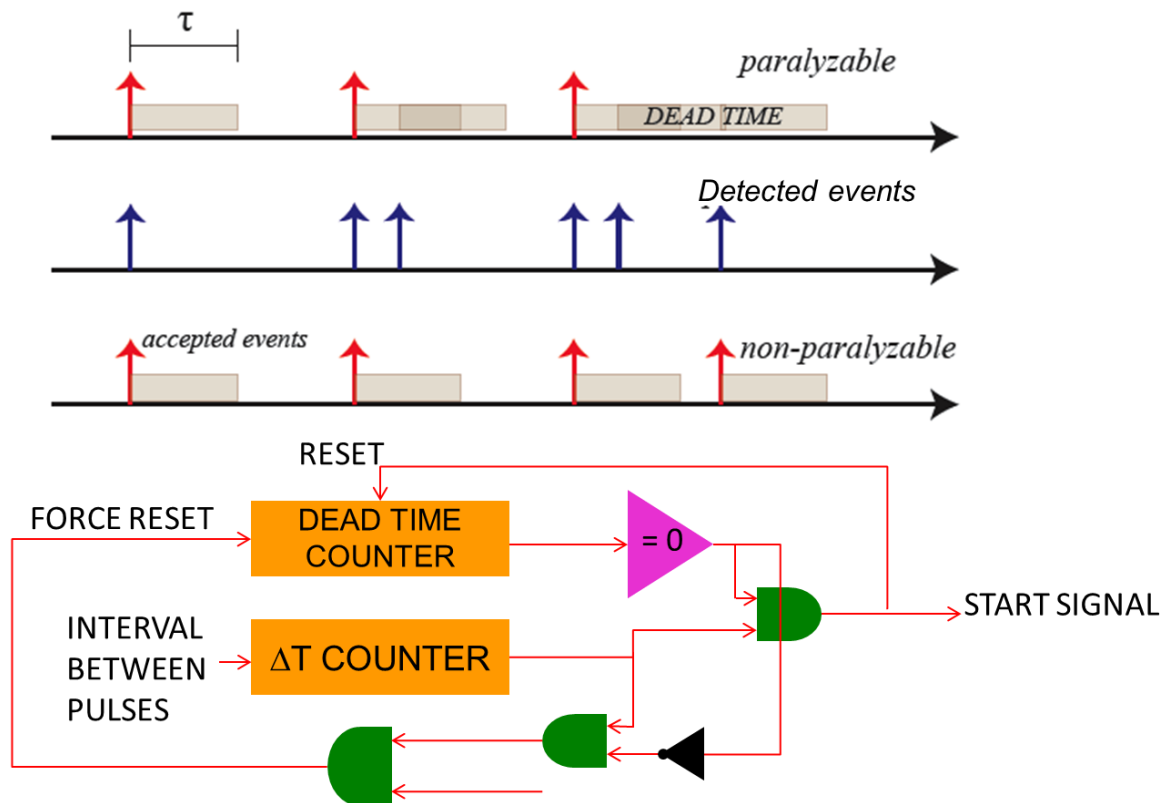 τ
paralyzable
DEAD TIME
Detected events
accepted events
non-paralyzable
RESET
FORCE RESET
DEAD TIME
COUNTER
= 0
START SIGNAL
INTERVAL
BETWEEN
PULSES
ΔT COUNTER